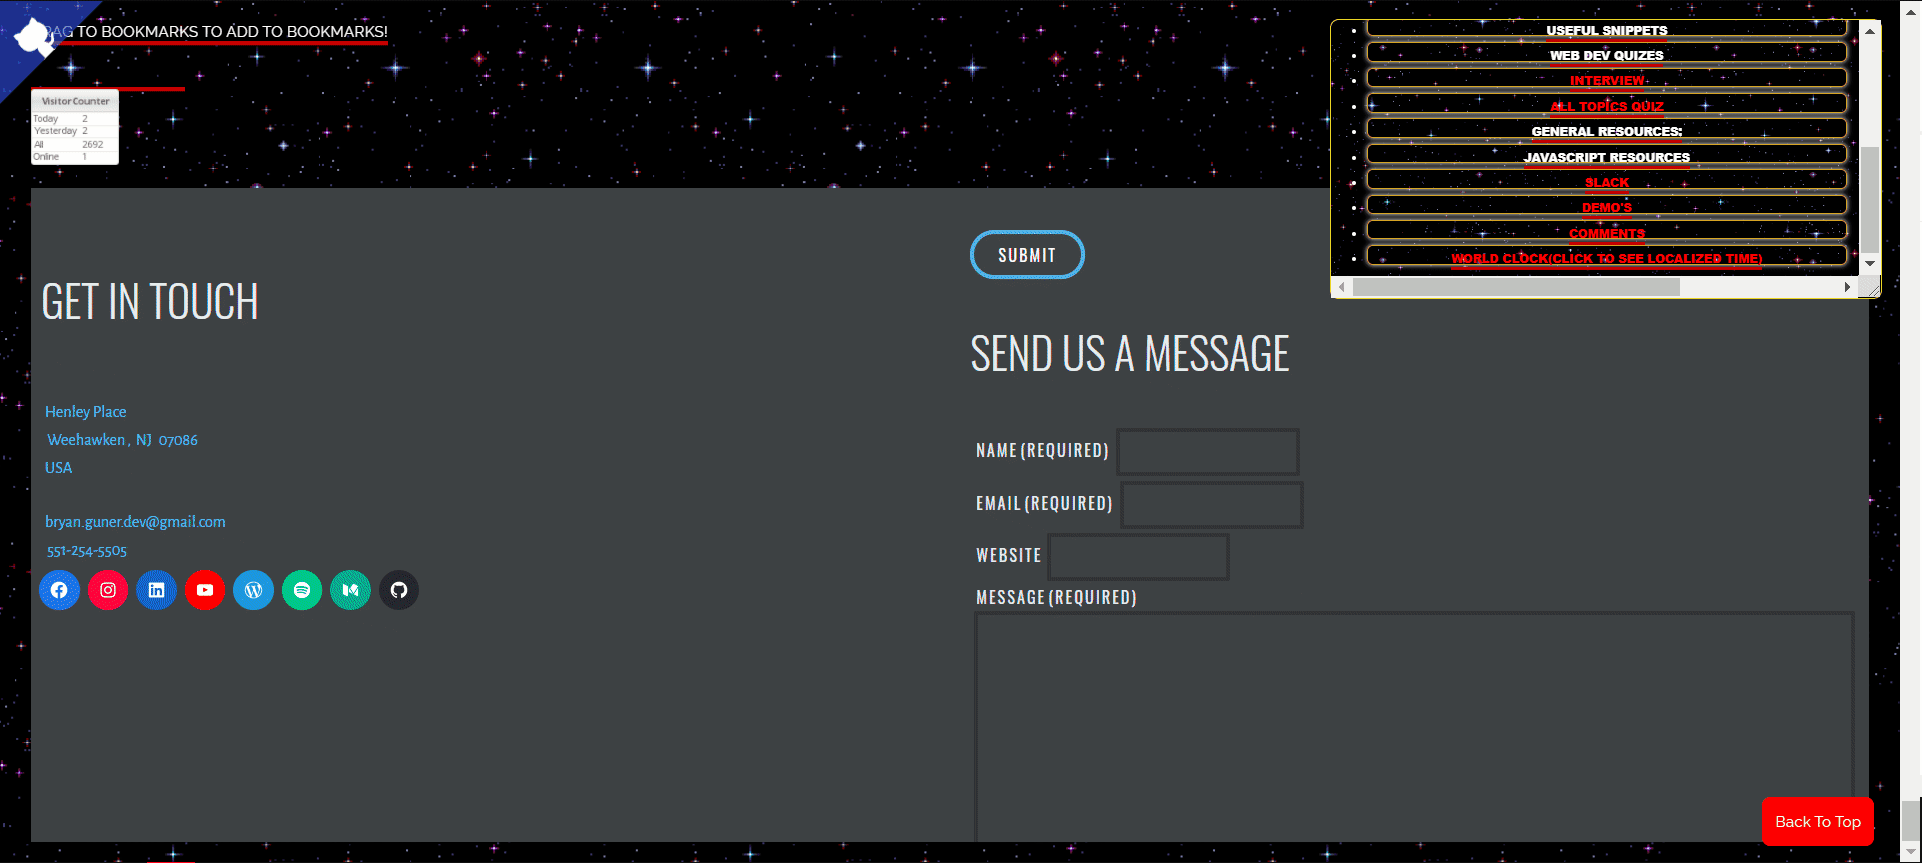 TO BOOKMARKS TO ADD TO BOOKMARKS!
Visitor Counter
Today 2
Yesterday 2
All 2692
Online 1
USEFUL SNIPPETS
WEB DEV QUIZES
INTERVIEW
ALL TOPICS QUIZ
GENERAL RESOURCES:
JAVASCRIPT RESOURCES
SLACK
DEMO'S
COMMENTS
WORLD CLOCK(CLICK TO SEE LOCALIZED TIME)
GET IN TOUCH
Henley Place
Weehawken , NJ 07086
USA
bryan.guner.dev@gmail.com
551-254-5505
SUBMIT
SEND US A MESSAGE
NAME (REQUIRED)
EMAIL (REQUIRED)
WEBSITE
MESSAGE (REQUIRED)
Back To Top